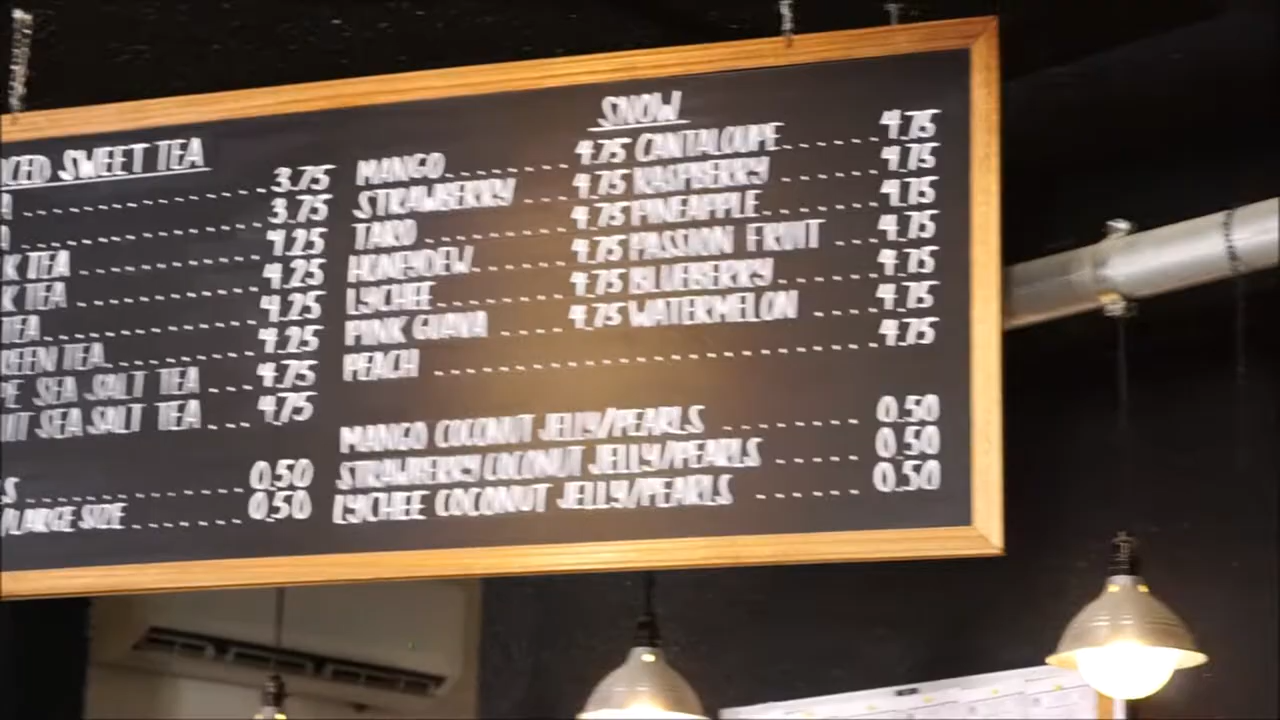 CED SWEET TEA
A ........ 3.75
A ........ 3.75
K TEA ........ 4.25
K TEA ........ 4.25
TEA ........ 4.25
REEN TEA ........ 4.25
PE SEA SALT TEA ... 4.75
IT SEA SALT TEA ... 4.75
S ........ 0.50
/LARGE SIZE ........ 0.50
SNOW
MANGO ........ 4.75 CANTALOUPE ........ 4.75
STRAWBERRY ... 4.75 RASPBERRY ........ 4.75
TARO ........ 4.75 PINEAPPLE ........ 4.75
HONEYDEW ........ 4.75 PASSION FRUIT ... 4.75
LYCHEE ........ 4.75 BLUEBERRY ........ 4.75
PINK GUAVA ..... 4.75 WATERMELON .... 4.75
PEACH ........ 4.75
MANGO COCONUT JELLY/PEARLS ....... 0.50
STRAWBERRY COCONUT JELLY/PEARLS ...... 0.50
LYCHEE COCONUT JELLY/PEARLS ....... 0.50